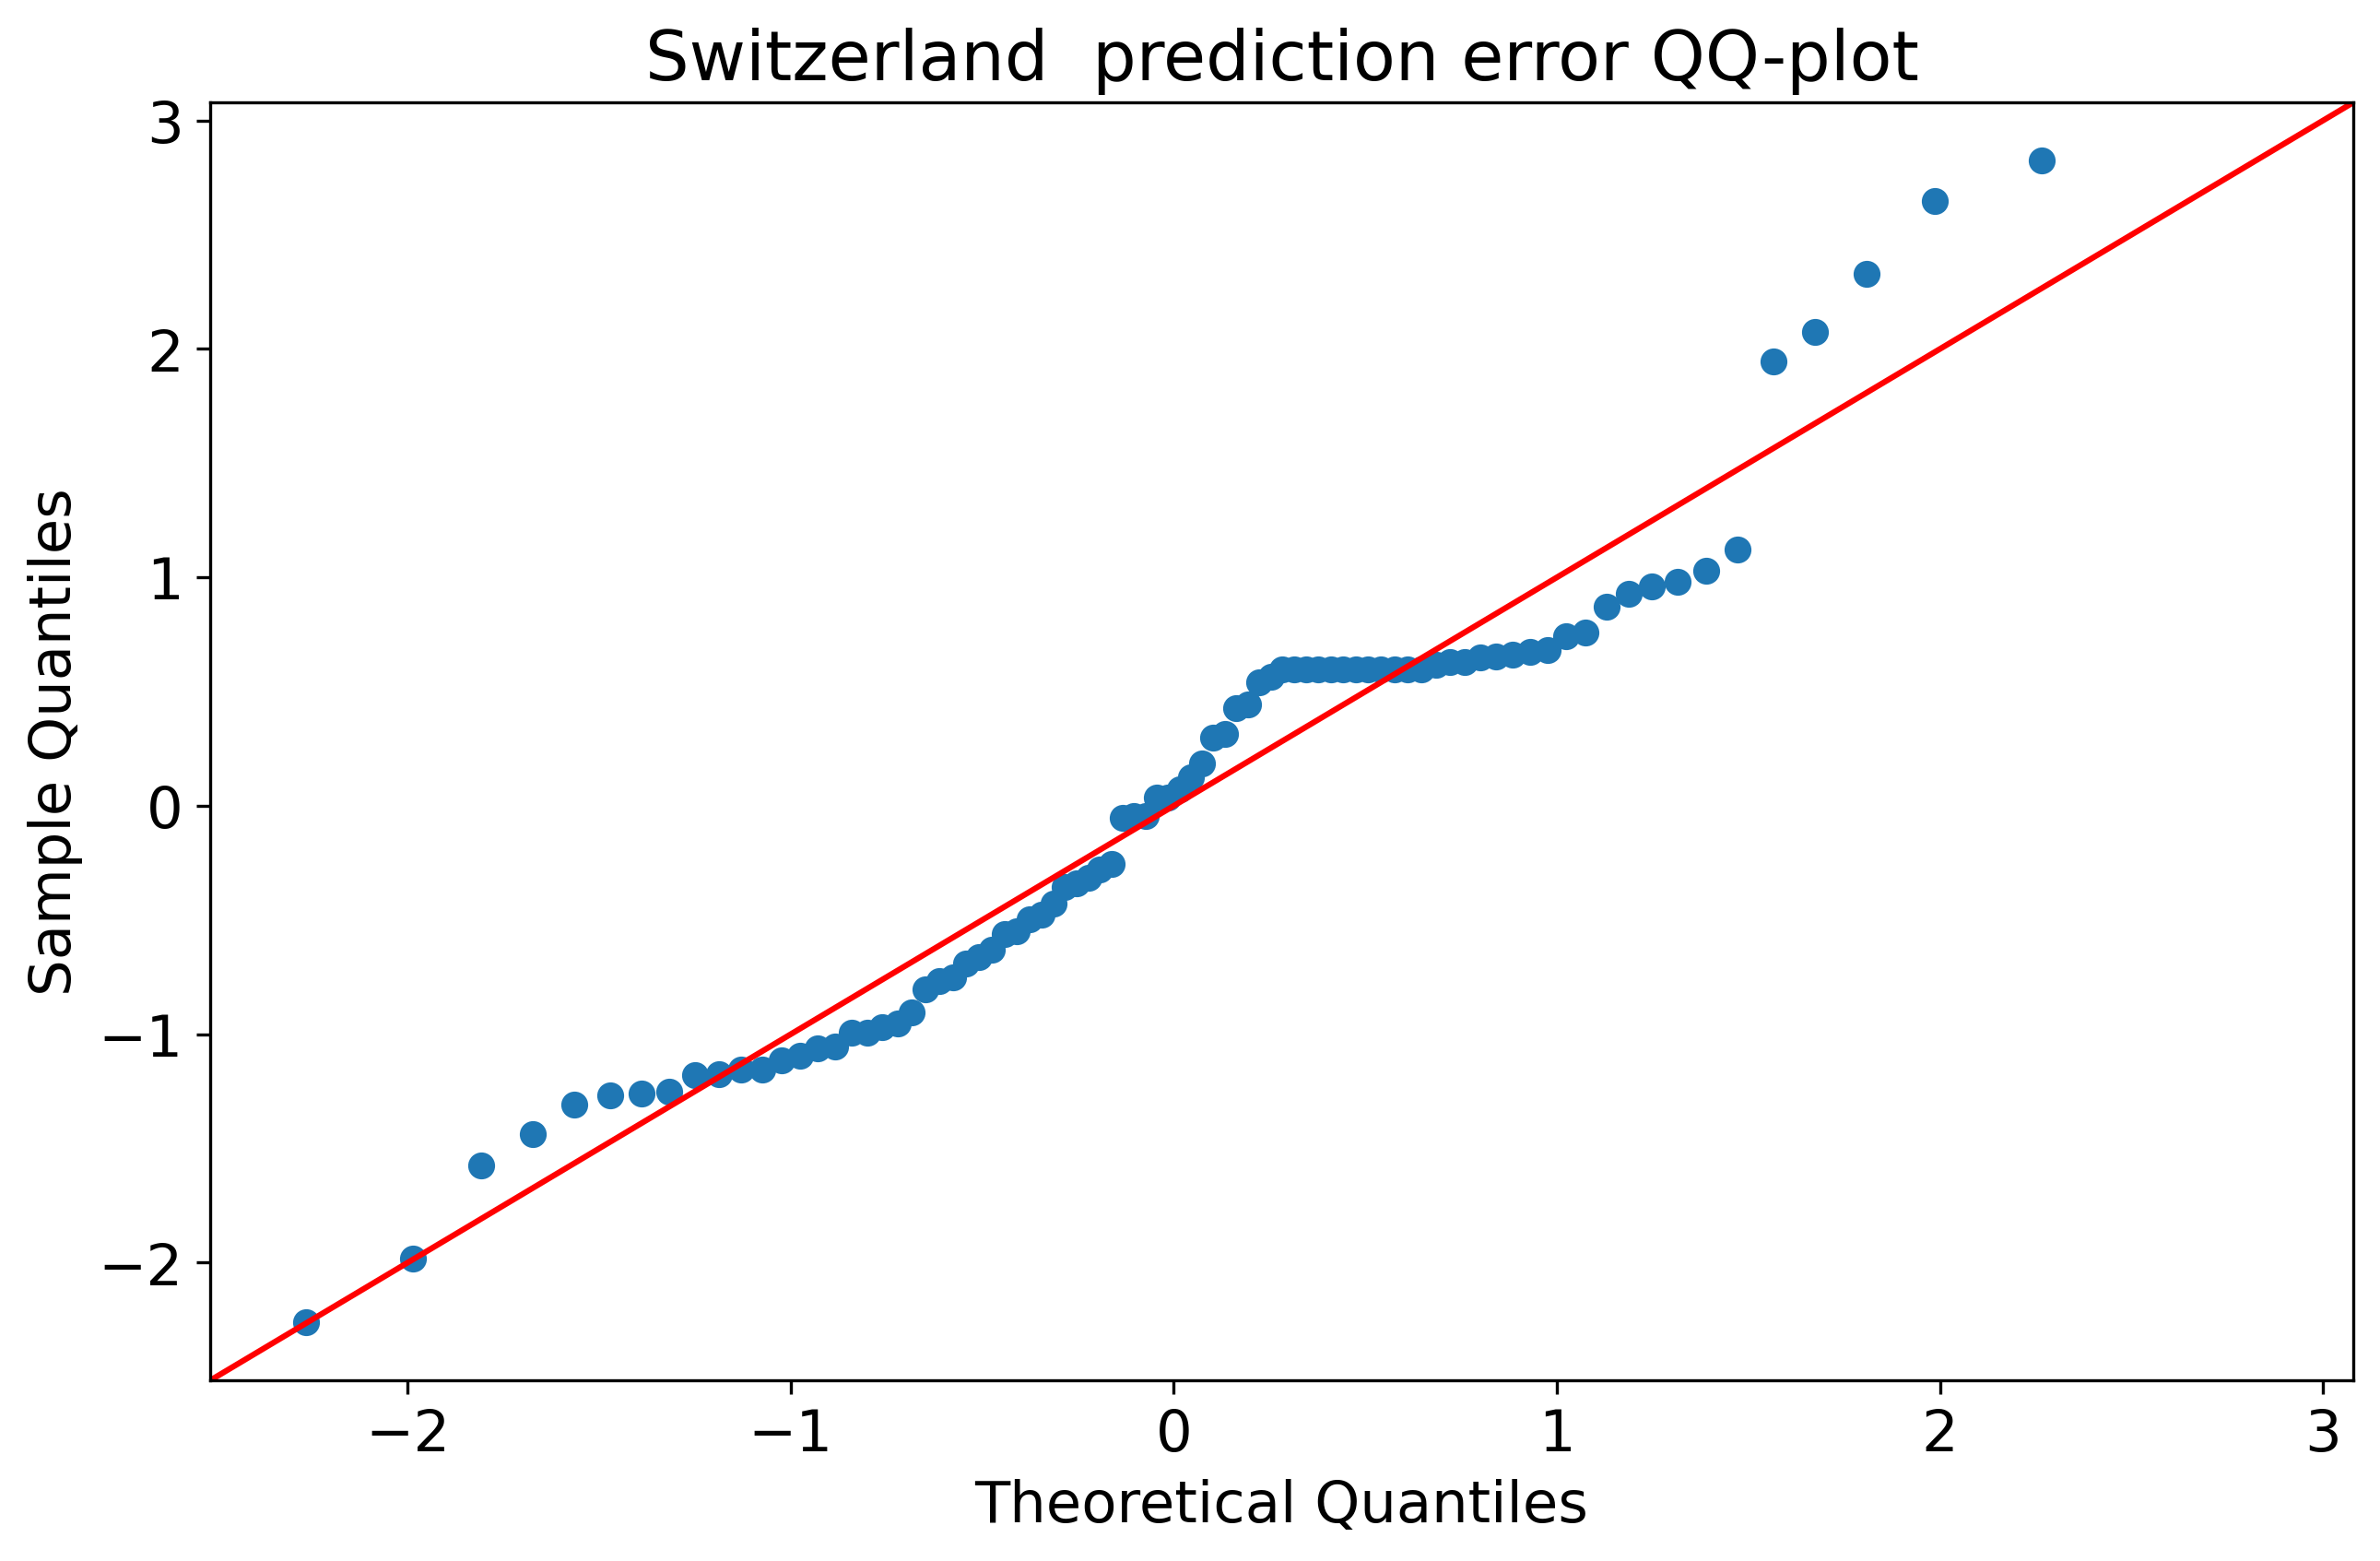 Switzerland  prediction error QQ-plot
3
2
1
0
−1
−2
Sample Quantiles
−2 −1 0 1 2 3
Theoretical Quantiles